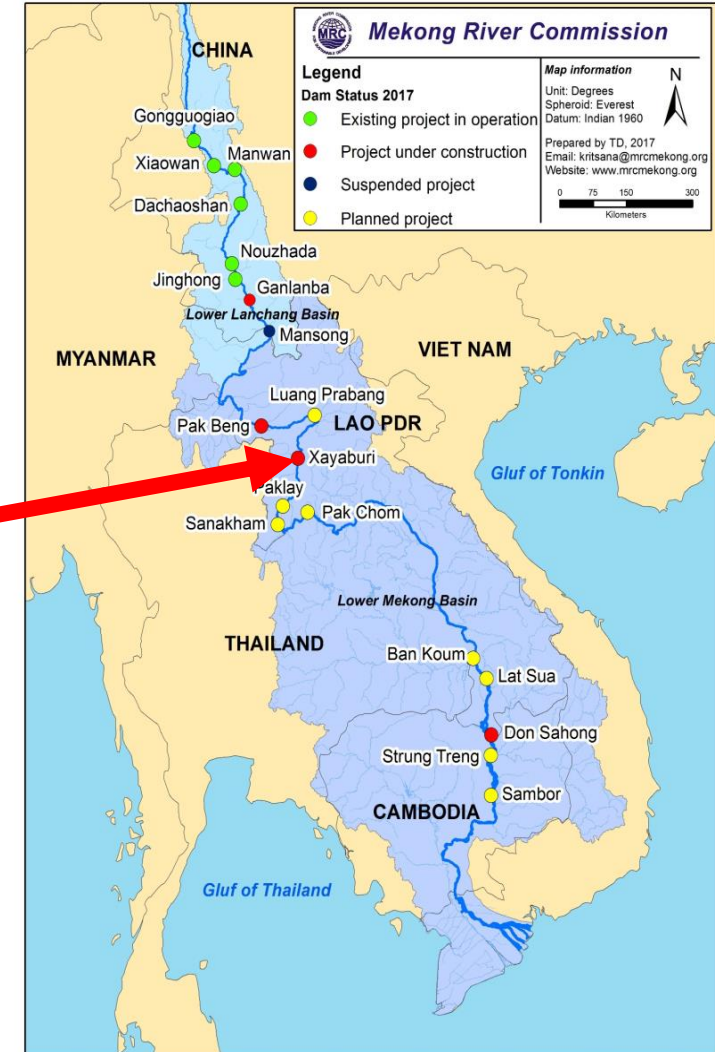 MRC
Mekong River Commission
Legend
Dam Status 2017
Existing project in operation
Project under construction
Suspended project
Planned project
Map information
N
Unit: Degrees
Spheroid: Everest
Datum: Indian 1960
Prepared by TD, 2017
Email: kritsana@mrcmekong.org
Website: www.mrcmekong.org
0 75 150 300
Kilometers
CHINA
Gongguogiao
Xiaowan
Manwan
Dachaoshan
Nouzhada
Jinghong
Ganlanba
Lower Lanchang Basin
Mansong
MYANMAR
VIET NAM
Luang Prabang
Pak Beng
LAO PDR
Xayaburi
Gluf of Tonkin
Paklay
Pak Chom
Sanakham
Lower Mekong Basin
THAILAND
Ban Koum
Lat Sua
Don Sahong
Strung Treng
Sambor
CAMBODIA
Gluf of Thailand